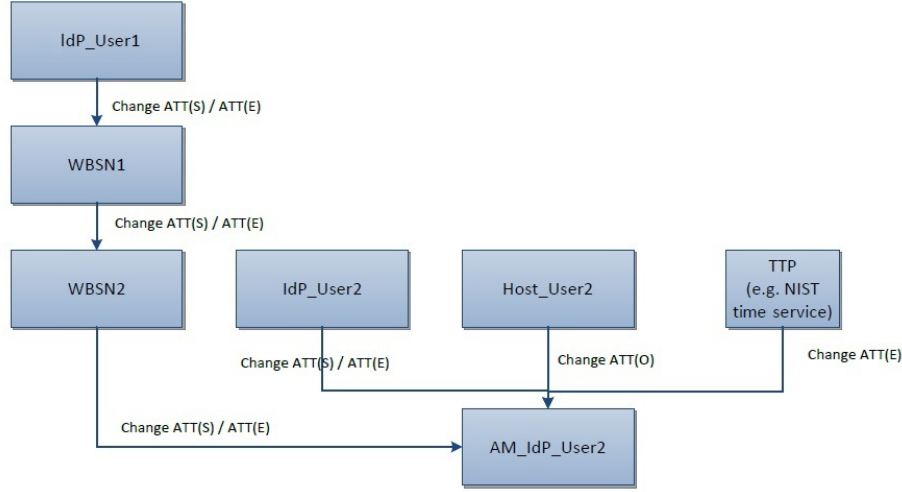 IdP_User1
Change ATT(S) / ATT(E)
WBSN1
Change ATT(S) / ATT(E)
WBSN2
IdP_User2
Host_User2
TTP
(e.g. NIST
time service)
Change ATT(S) / ATT(E)
Change ATT(O)
Change ATT(E)
Change ATT(S) / ATT(E)
AM_IdP_User2